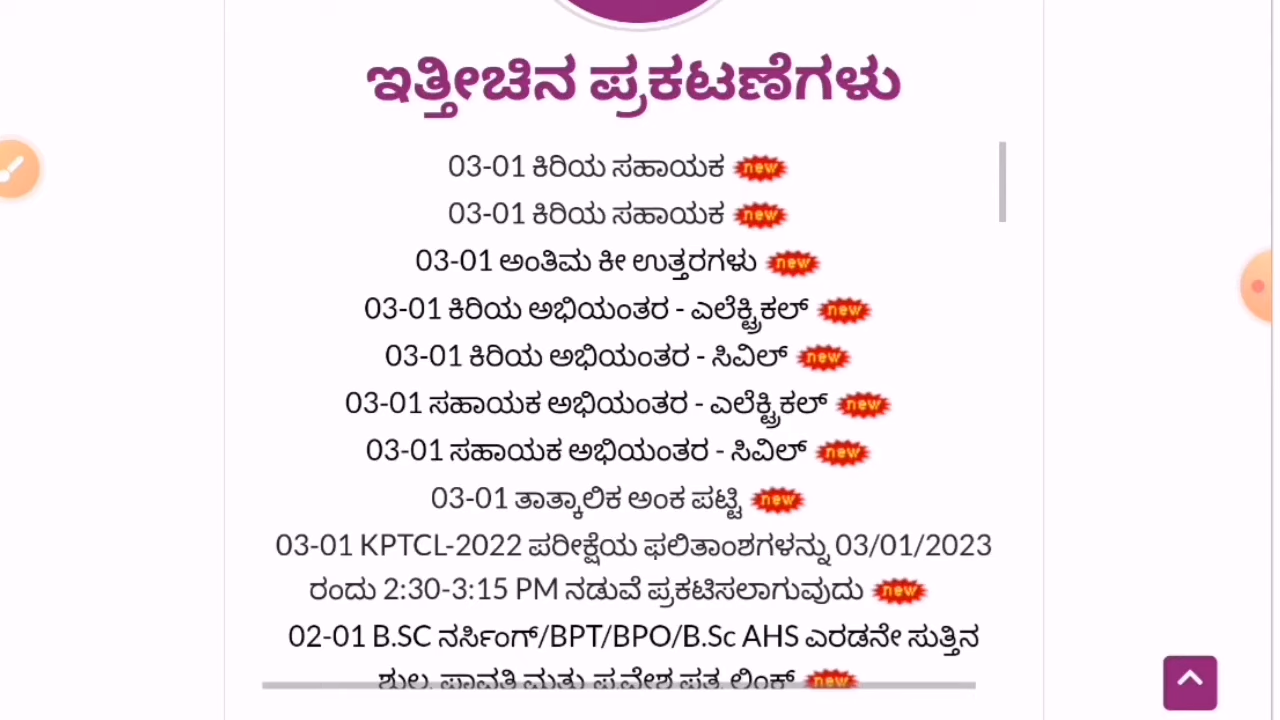 ಇತ್ತೀಚಿನ ಪ್ರಕಟಣೆಗಳು
03-01 ಕಿರಿಯ ಸಹಾಯಕ new
03-01 ಕಿರಿಯ ಸಹಾಯಕ new
03-01 ಅಂತಿಮ ಕೀ ಉತ್ತರಗಳು new
03-01 ಕಿರಿಯ ಅಭಿಯಂತರ - ಎಲೆಕ್ಟ್ರಿಕಲ್ new
03-01 ಕಿರಿಯ ಅಭಿಯಂತರ - ಸಿವಿಲ್ new
03-01 ಸಹಾಯಕ ಅಭಿಯಂತರ - ಎಲೆಕ್ಟ್ರಿಕಲ್ new
03-01 ಸಹಾಯಕ ಅಭಿಯಂತರ - ಸಿವಿಲ್ new
03-01 ತಾತ್ಕಾಲಿಕ ಅಂಕ ಪಟ್ಟಿ new
03-01 KPTCL-2022 ಪರೀಕ್ಷೆಯ ಫಲಿತಾಂಶಗಳನ್ನು 03/01/2023
ರಂದು 2:30-3:15 PM ನಡುವೆ ಪ್ರಕಟಿಸಲಾಗುವುದು new
02-01 B.SC ನರ್ಸಿಂಗ್/BPT/BPO/B.Sc AHS ಎರಡನೇ ಸುತ್ತಿನ
ಶುಲ್ಕ ಪಾವತಿ ಮತ್ತು ಪ್ರವೇಶ ಪತ್ರ ಲಿಂಕ್ new